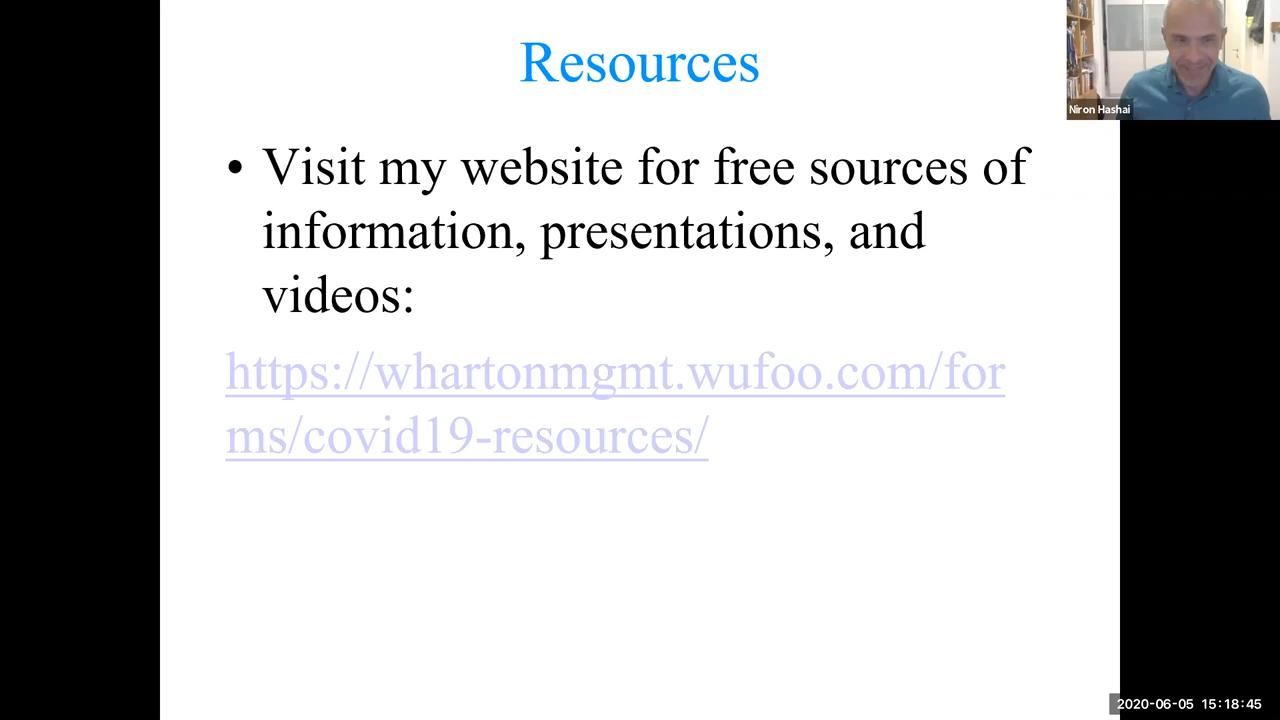 Resources
Niron Hashai
• Visit my website for free sources of
information, presentations, and
videos:
https://whartonmgmt.wufoo.com/for
ms/covid19-resources/
2020-06-05 15:18:45